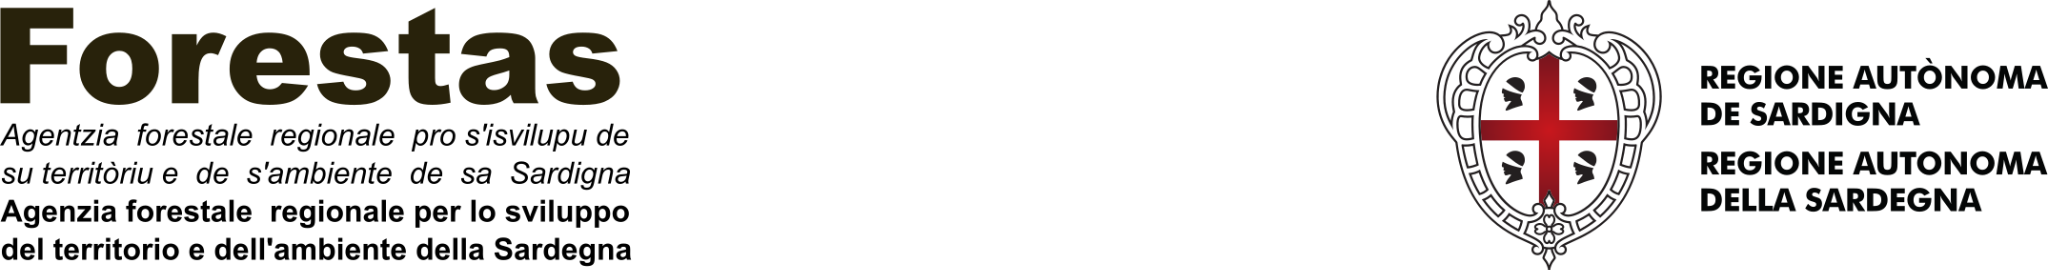 Forestas
Agentzia forestale regionale pro s'isvilupu de
su territòriu e de s'ambiente de sa Sardigna
Agenzia forestale regionale per lo sviluppo
del territorio e dell'ambiente della Sardegna
REGIONE AUTÒNOMA
DE SARDIGNA
REGIONE AUTONOMA
DELLA SARDEGNA